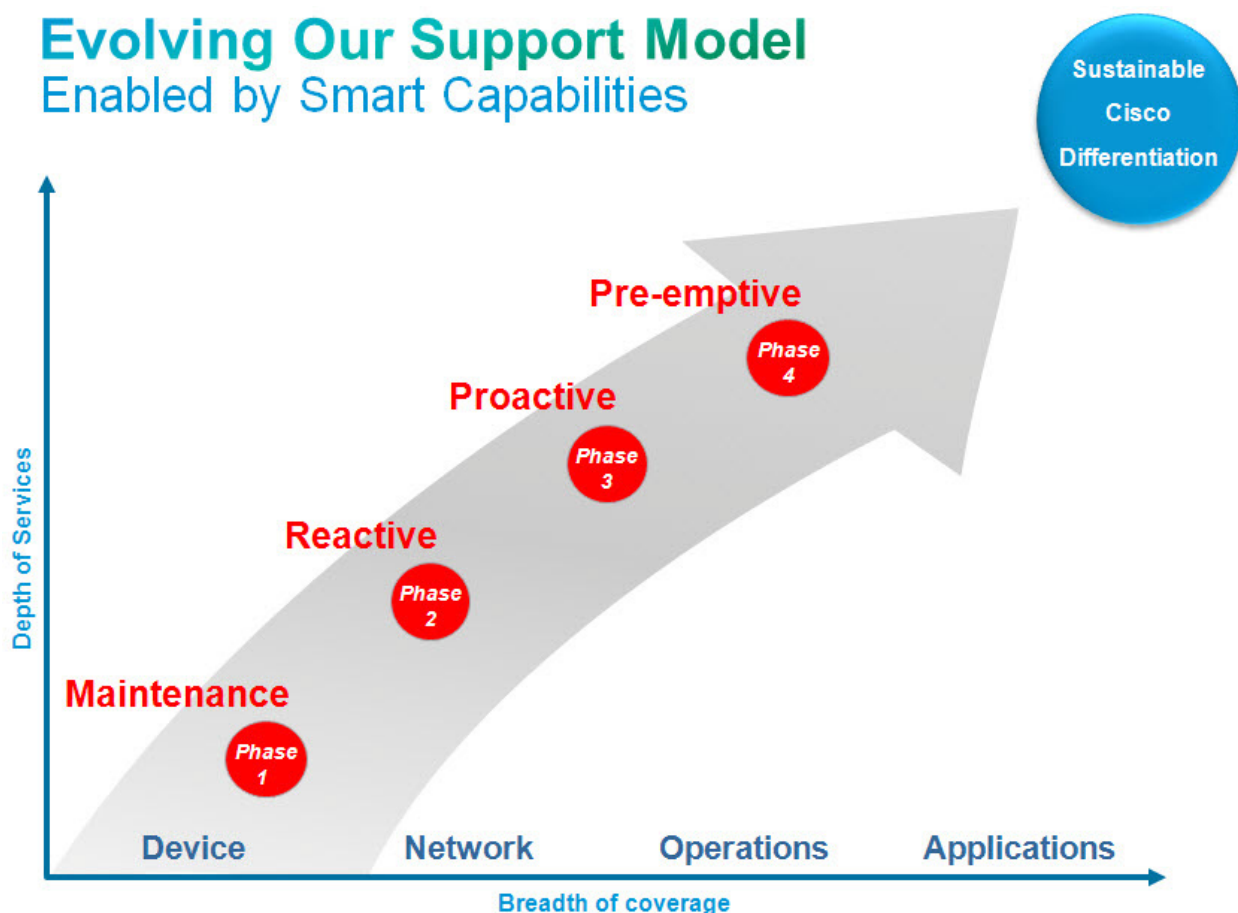 Evolving Our Support Model
Enabled by Smart Capabilities
Sustainable
Cisco
Differentiation
Pre-emptive
Phase
4
Proactive
Phase
3
Reactive
Phase
2
Maintenance
Phase
1
Depth of Services
Device
Network
Operations
Applications
Breadth of coverage